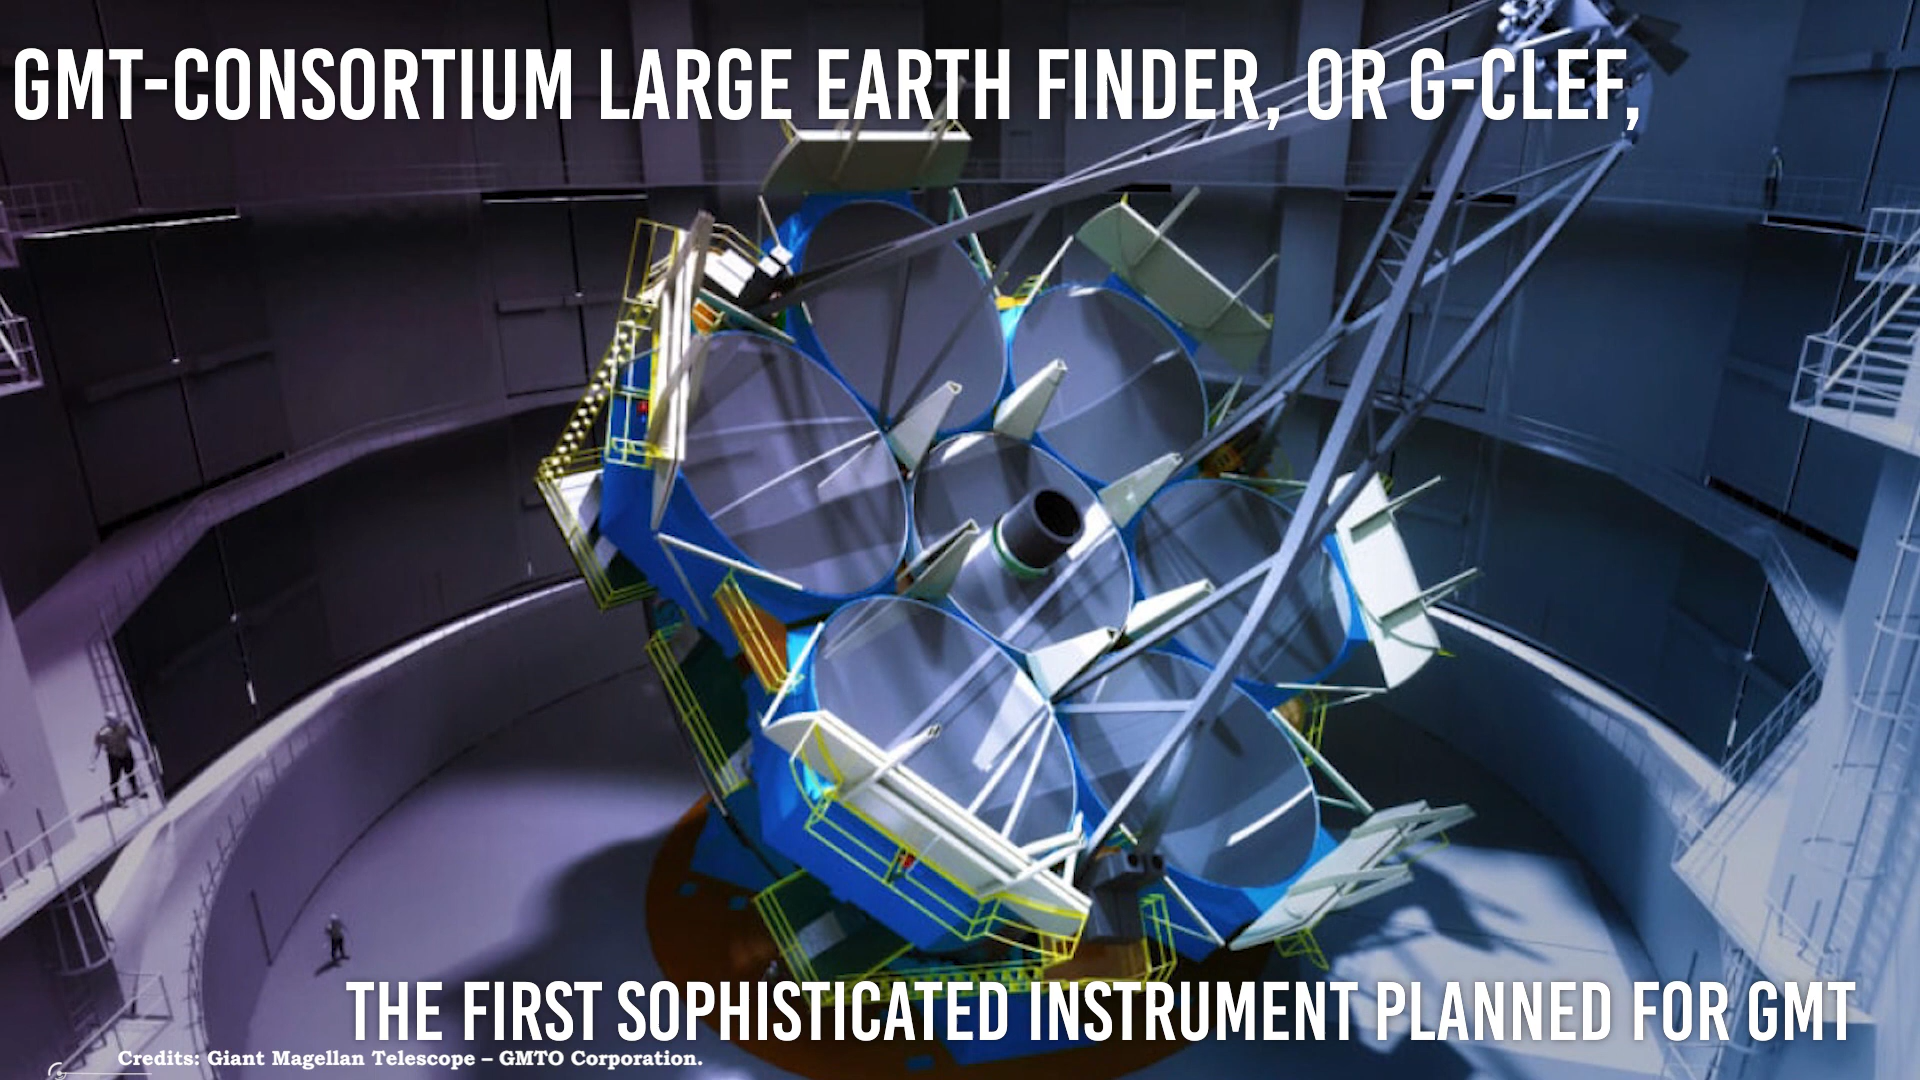 GMT-CONSORTIUM LARGE EARTH FINDER, OR G-CLEF,
THE FIRST SOPHISTICATED INSTRUMENT PLANNED FOR GMT
Credits: Giant Magellan Telescope – GMTO Corporation.